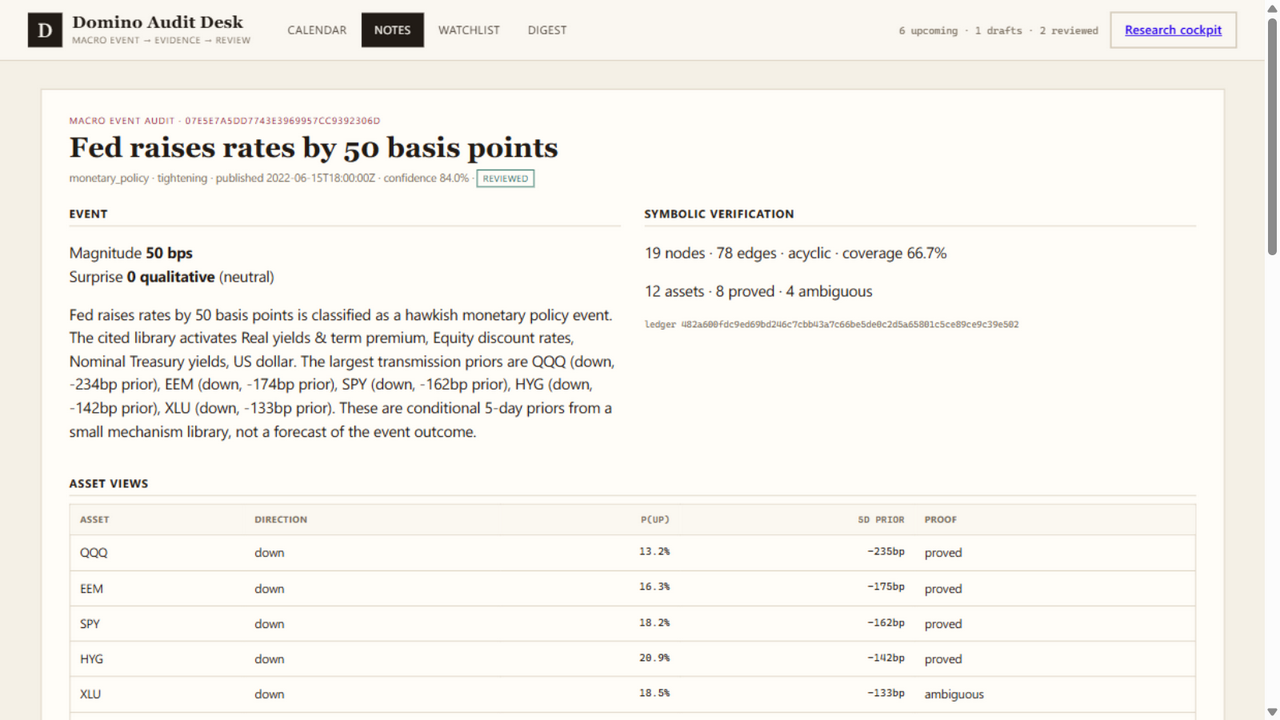 D
Domino Audit Desk
MACRO EVENT → EVIDENCE → REVIEW
CALENDAR
NOTES
WATCHLIST
DIGEST
6 upcoming · 1 drafts · 2 reviewed
Research cockpit
MACRO EVENT AUDIT · 07E5E7A5DD7743E3969957CC9392306D
Fed raises rates by 50 basis points
monetary_policy · tightening · published 2022-06-15T18:00:00Z · confidence 84.0% · REVIEWED
EVENT
Magnitude 50 bps
Surprise 0 qualitative (neutral)
Fed raises rates by 50 basis points is classified as a hawkish monetary policy event.
The cited library activates Real yields & term premium, Equity discount rates,
Nominal Treasury yields, US dollar. The largest transmission priors are QQQ (down,
-234bp prior), EEM (down, -174bp prior), SPY (down, -162bp prior), HYG (down,
-142bp prior), XLU (down, -133bp prior). These are conditional 5-day priors from a
small mechanism library, not a forecast of the event outcome.
SYMBOLIC VERIFICATION
19 nodes · 78 edges · acyclic · coverage 66.7%
12 assets · 8 proved · 4 ambiguous
ledger 482a600fdc9ed69bd246c7cbb43a7c66be5de0c2d5a65801c5ce89ce9c39e502
ASSET VIEWS
ASSET DIRECTION P(UP) 5D PRIOR PROOF
QQQ down 13.2% −235bp proved
EEM down 16.3% −175bp proved
SPY down 18.2% −162bp proved
HYG down 20.9% −142bp proved
XLU down 18.5% −133bp ambiguous